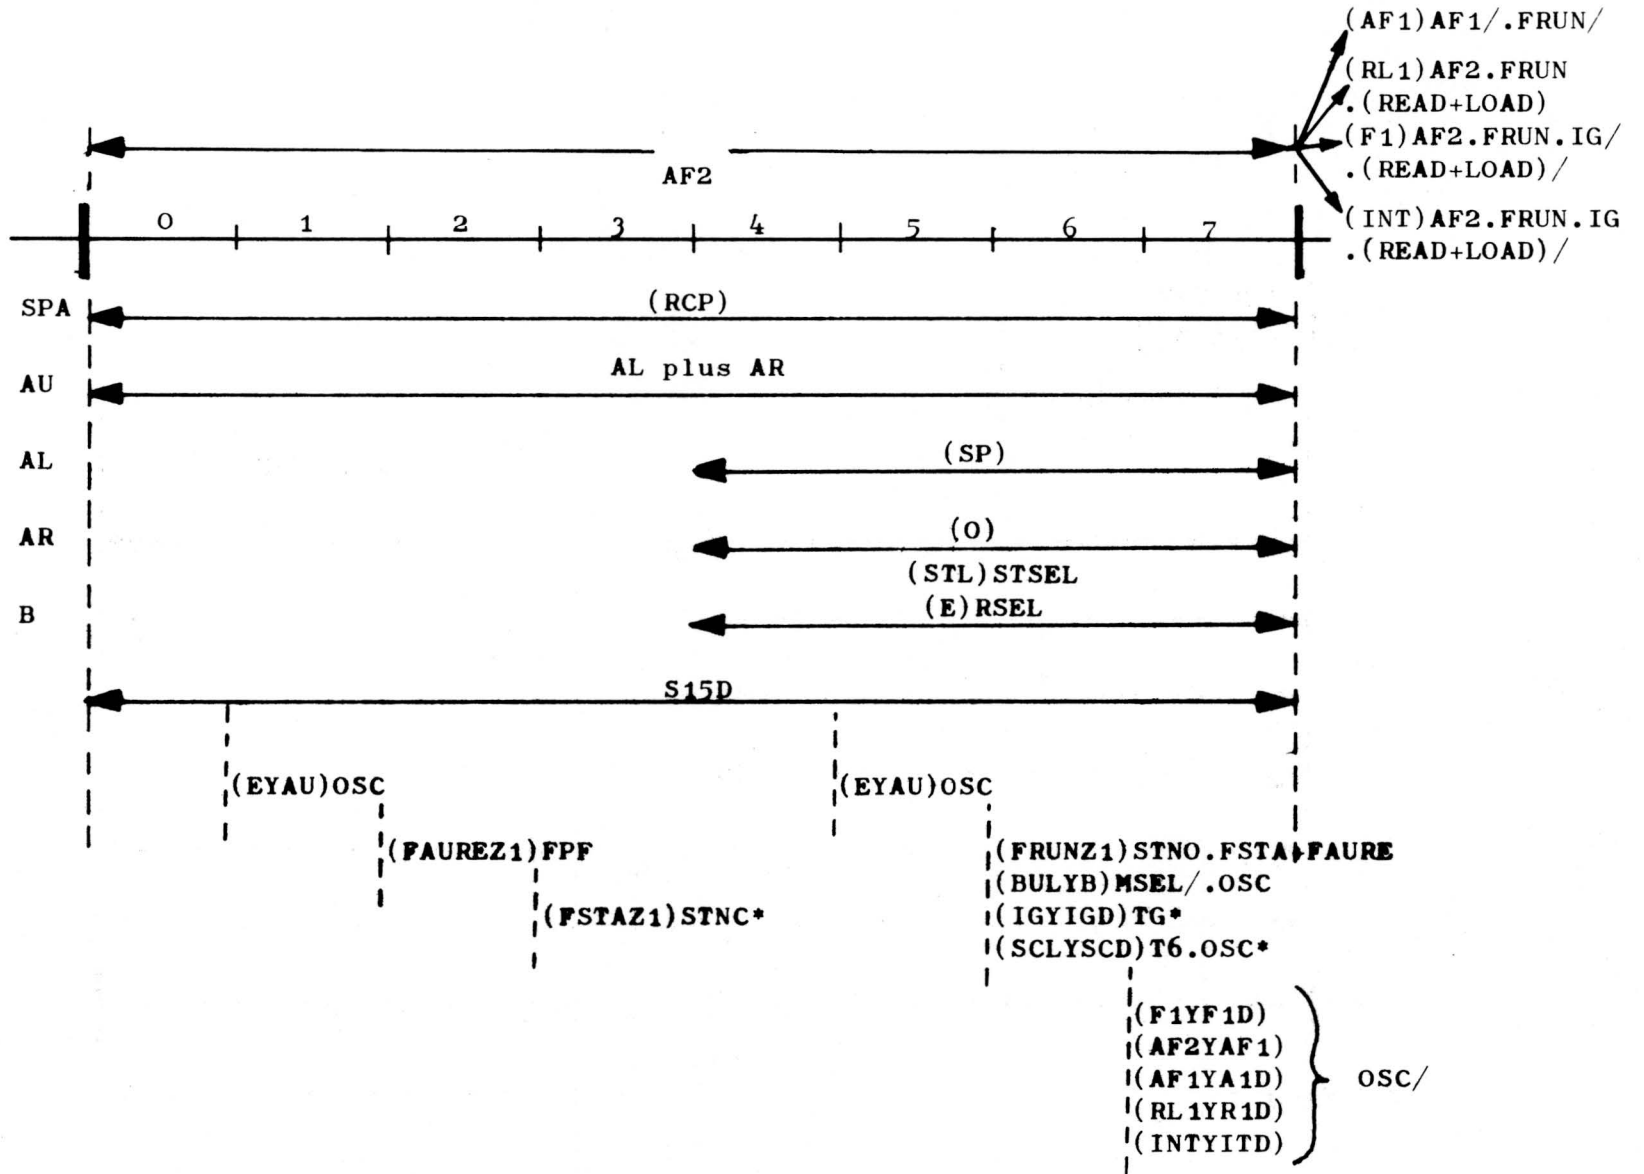 (AF1)AF1/.FRUN/
(RL1)AF2.FRUN
.(READ+LOAD)
(F1)AF2.FRUN.IG/
.(READ+LOAD)/
(INT)AF2.FRUN.IG
.(READ+LOAD)/
AF2
0 1 2 3 4 5 6 7
SPA (RCP)
AU AL plus AR
AL (SP)
AR (0)
(STL)STSEL
B (E)RSEL
S15D
(EYAU)OSC (EYAU)OSC
(FAUREZ1)FPF (FRUNZ1)STNO.FSTA+FAURE
(BULYB)MSEL/.OSC
(FSTAZ1)STNC* (IGYIGD)TG*
(SCLYSCD)T6.OSC*
(F1YF1D)
(AF2YAF1)
(AF1YA1D) OSC/
(RL1YR1D)
(INTYITD)